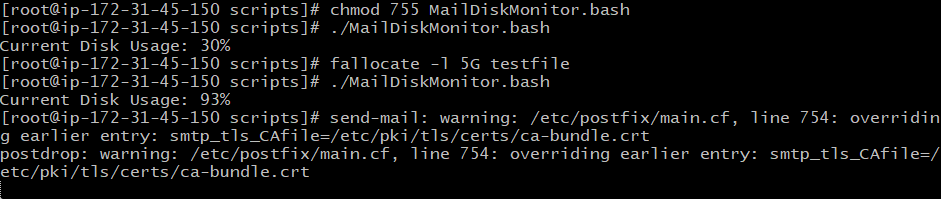 [root@ip-172-31-45-150 scripts]# chmod 755 MailDiskMonitor.bash
[root@ip-172-31-45-150 scripts]# ./MailDiskMonitor.bash
Current Disk Usage: 30%
[root@ip-172-31-45-150 scripts]# fallocate -l 5G testfile
[root@ip-172-31-45-150 scripts]# ./MailDiskMonitor.bash
Current Disk Usage: 93%
[root@ip-172-31-45-150 scripts]# send-mail: warning: /etc/postfix/main.cf, line 754: overridin
g earlier entry: smtp_tls_CAfile=/etc/pki/tls/certs/ca-bundle.crt
postdrop: warning: /etc/postfix/main.cf, line 754: overriding earlier entry: smtp_tls_CAfile=/
etc/pki/tls/certs/ca-bundle.crt